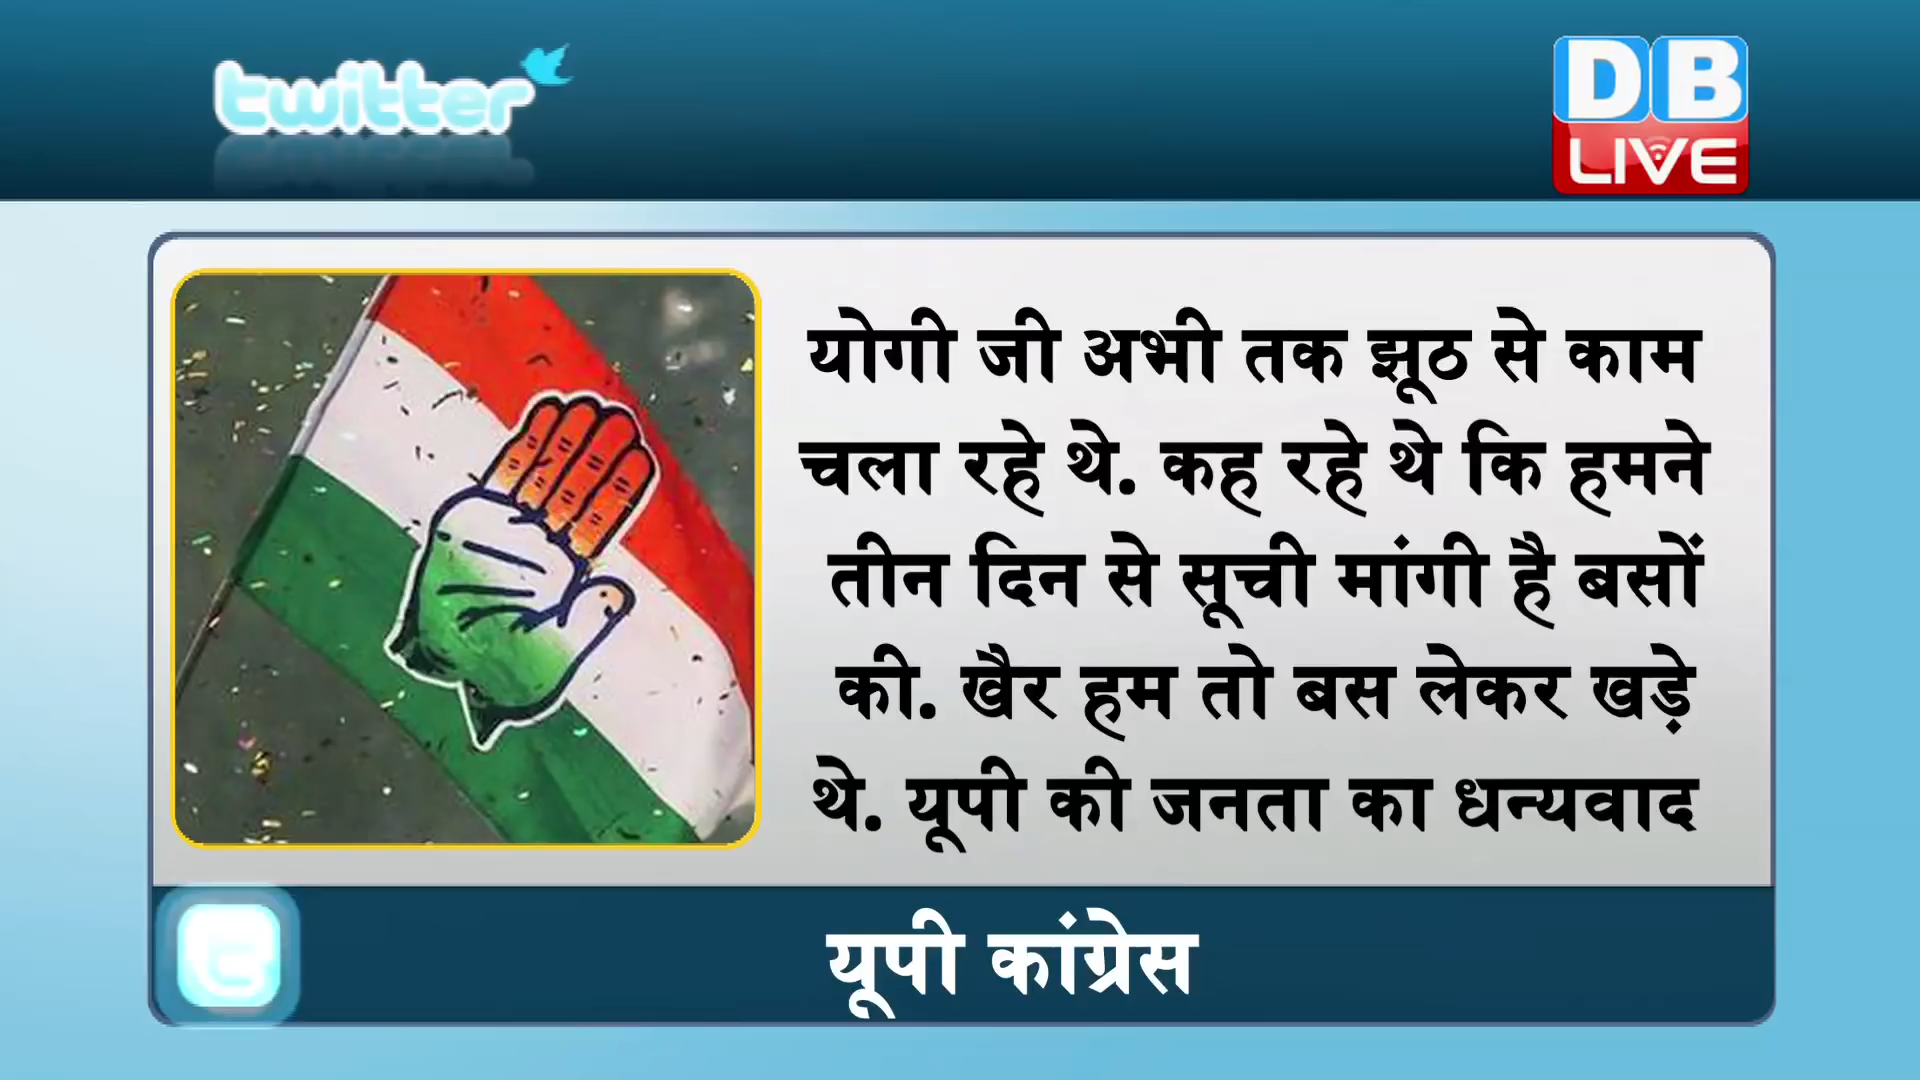 twitter
DB
LIVE
योगी जी अभी तक झूठ से काम
चला रहे थे. कह रहे थे कि हमने
तीन दिन से सूची मांगी है बसों
की. खैर हम तो बस लेकर खड़े
थे. यूपी की जनता का धन्यवाद
t
यूपी कांग्रेस